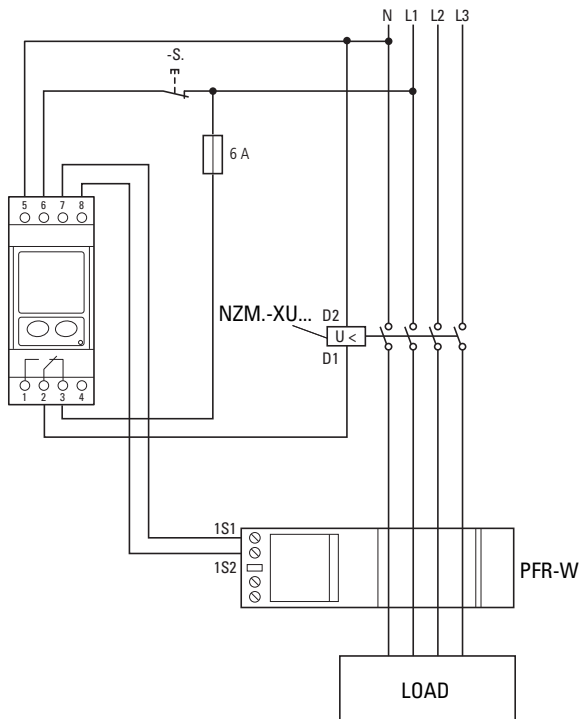 N L1 L2 L3
-S.
6 A
5 6 7 8
NZM.-XU...
D2
U <
D1
1 2 3 4
1S1
1S2
PFR-W
LOAD